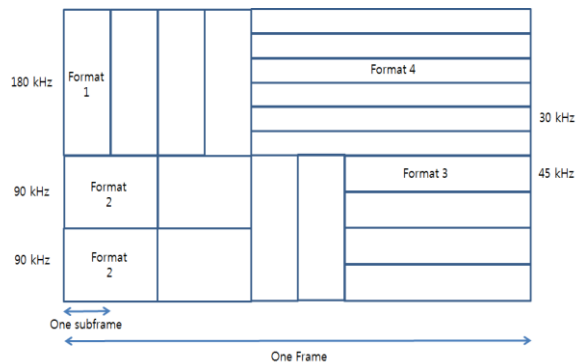 180 kHz
Format
1
Format 4
30 kHz
90 kHz
Format
2
Format 3
45 kHz
90 kHz
Format
2
One subframe
One Frame